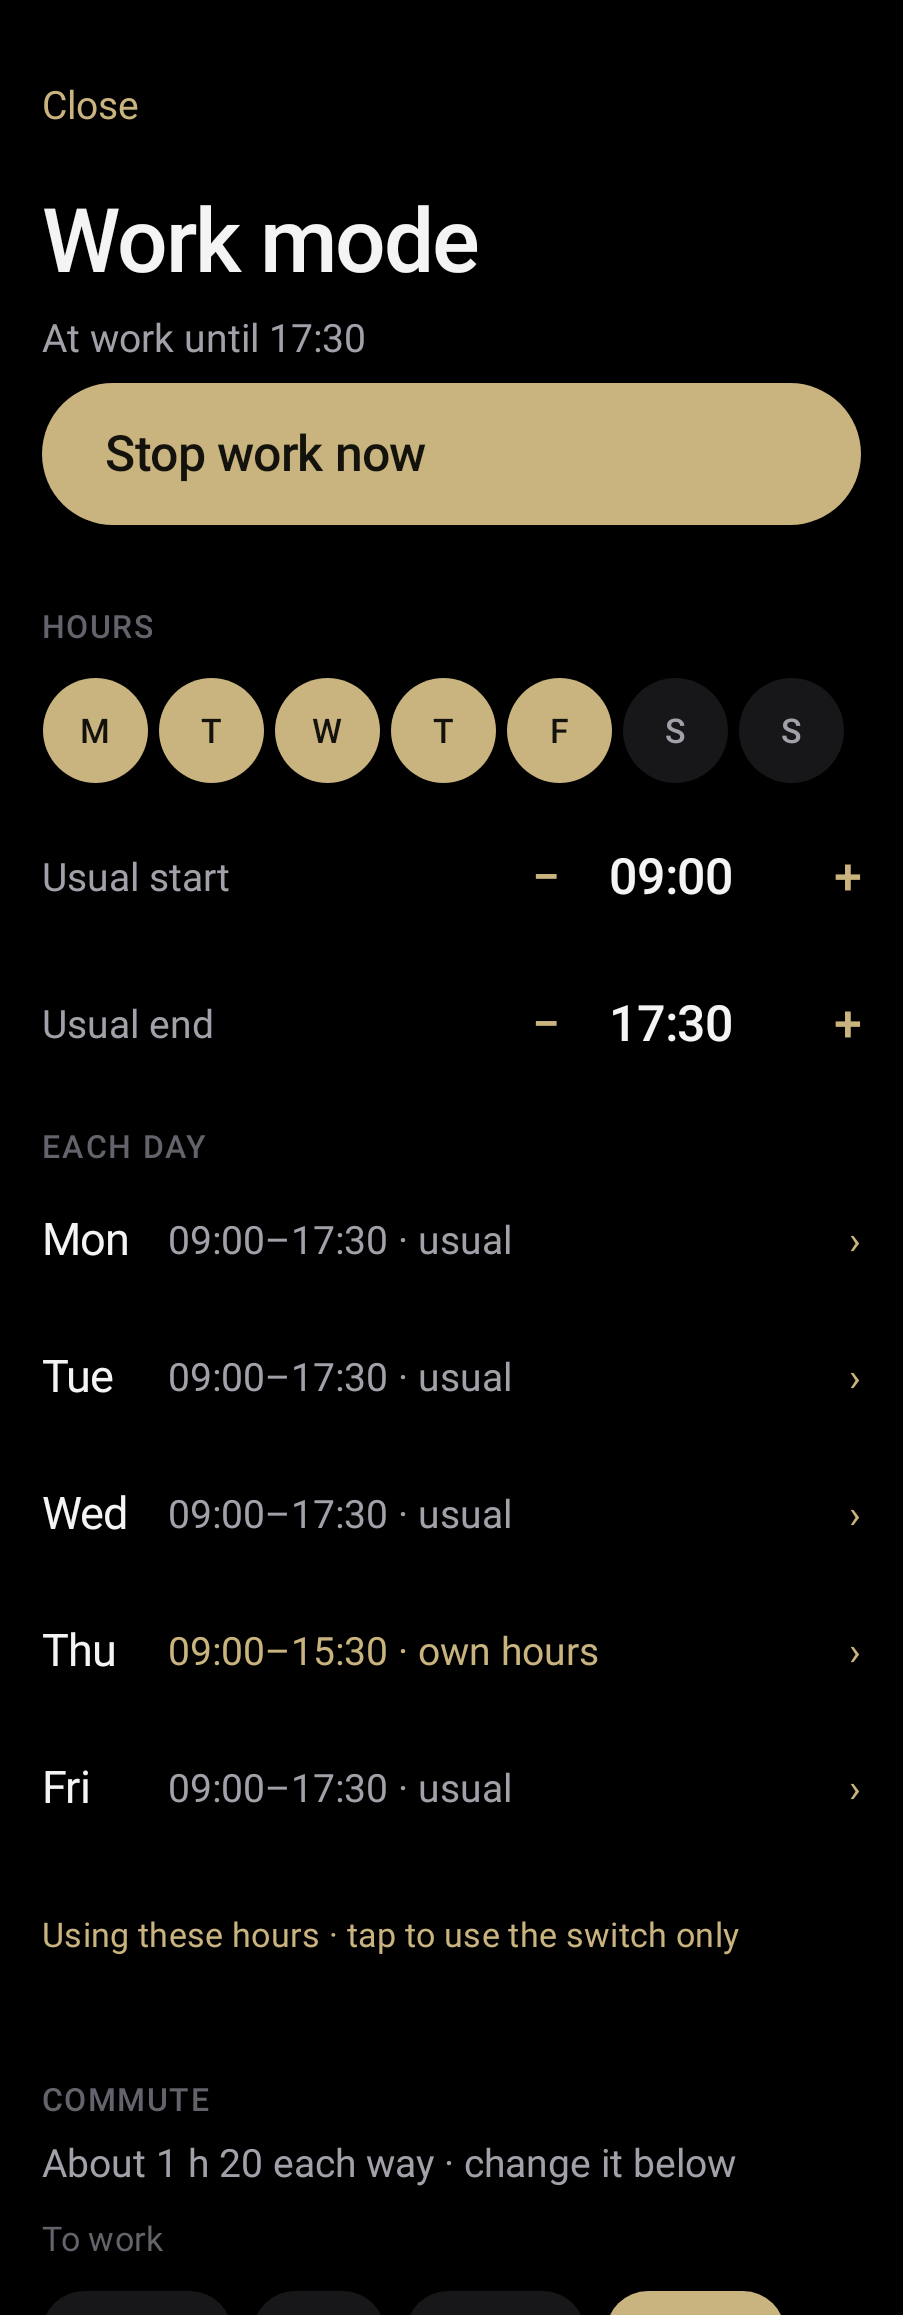 Close
Work mode
At work until 17:30
Stop work now
HOURS
M T W T F S S
Usual start − 09:00 +
Usual end − 17:30 +
EACH DAY
Mon 09:00–17:30 · usual ›
Tue 09:00–17:30 · usual ›
Wed 09:00–17:30 · usual ›
Thu 09:00–15:30 · own hours ›
Fri 09:00–17:30 · usual ›
Using these hours · tap to use the switch only
COMMUTE
About 1 h 20 each way · change it below
To work